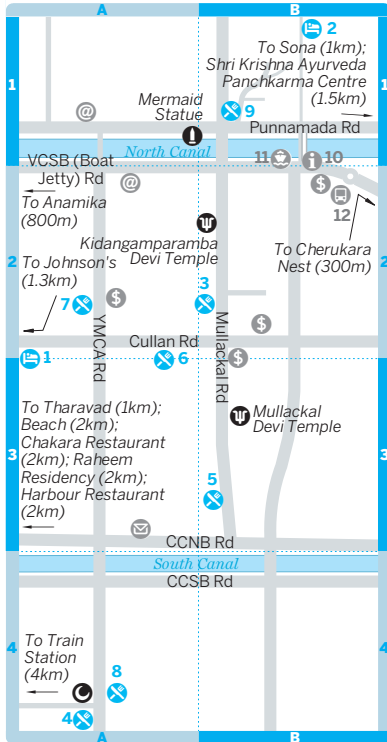 A
B
1
2
To Sona (1km);
Shri Krishna Ayurveda
Panchkarma Centre
(1.5km)
1
@
Mermaid
Statue
9
Punnamada Rd
North Canal
11
10
VCSB (Boat
Jetty) Rd
@
$
12
To Anamika
(800m)
Kidangamparamba
Devi Temple
To Cherukara
Nest (300m)
2
2
To Johnson's
(1.3km)
7
$
3
YMCA Rd
Mullackal Rd
$
Cullan Rd
1
6
$
To Tharavad (1km);
Beach (2km);
Chakara Restaurant
(2km); Raheem
Residency (2km);
Harbour Restaurant
(2km)
Mullackal
Devi Temple
3
3
5
CCNB Rd
South Canal
CCSB Rd
4
4
To Train
Station
(4km)
8
4
A
B